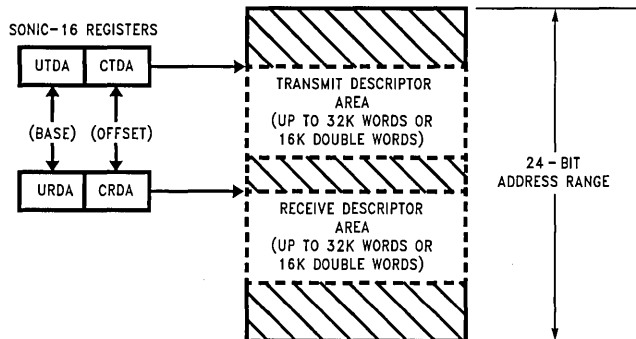 SONIC-16 REGISTERS
UTDA CTDA
(BASE) (OFFSET)
URDA CRDA
TRANSMIT DESCRIPTOR
AREA
(UP TO 32K WORDS OR
16K DOUBLE WORDS)
RECEIVE DESCRIPTOR
AREA
(UP TO 32K WORDS OR
16K DOUBLE WORDS)
24-BIT
ADDRESS RANGE